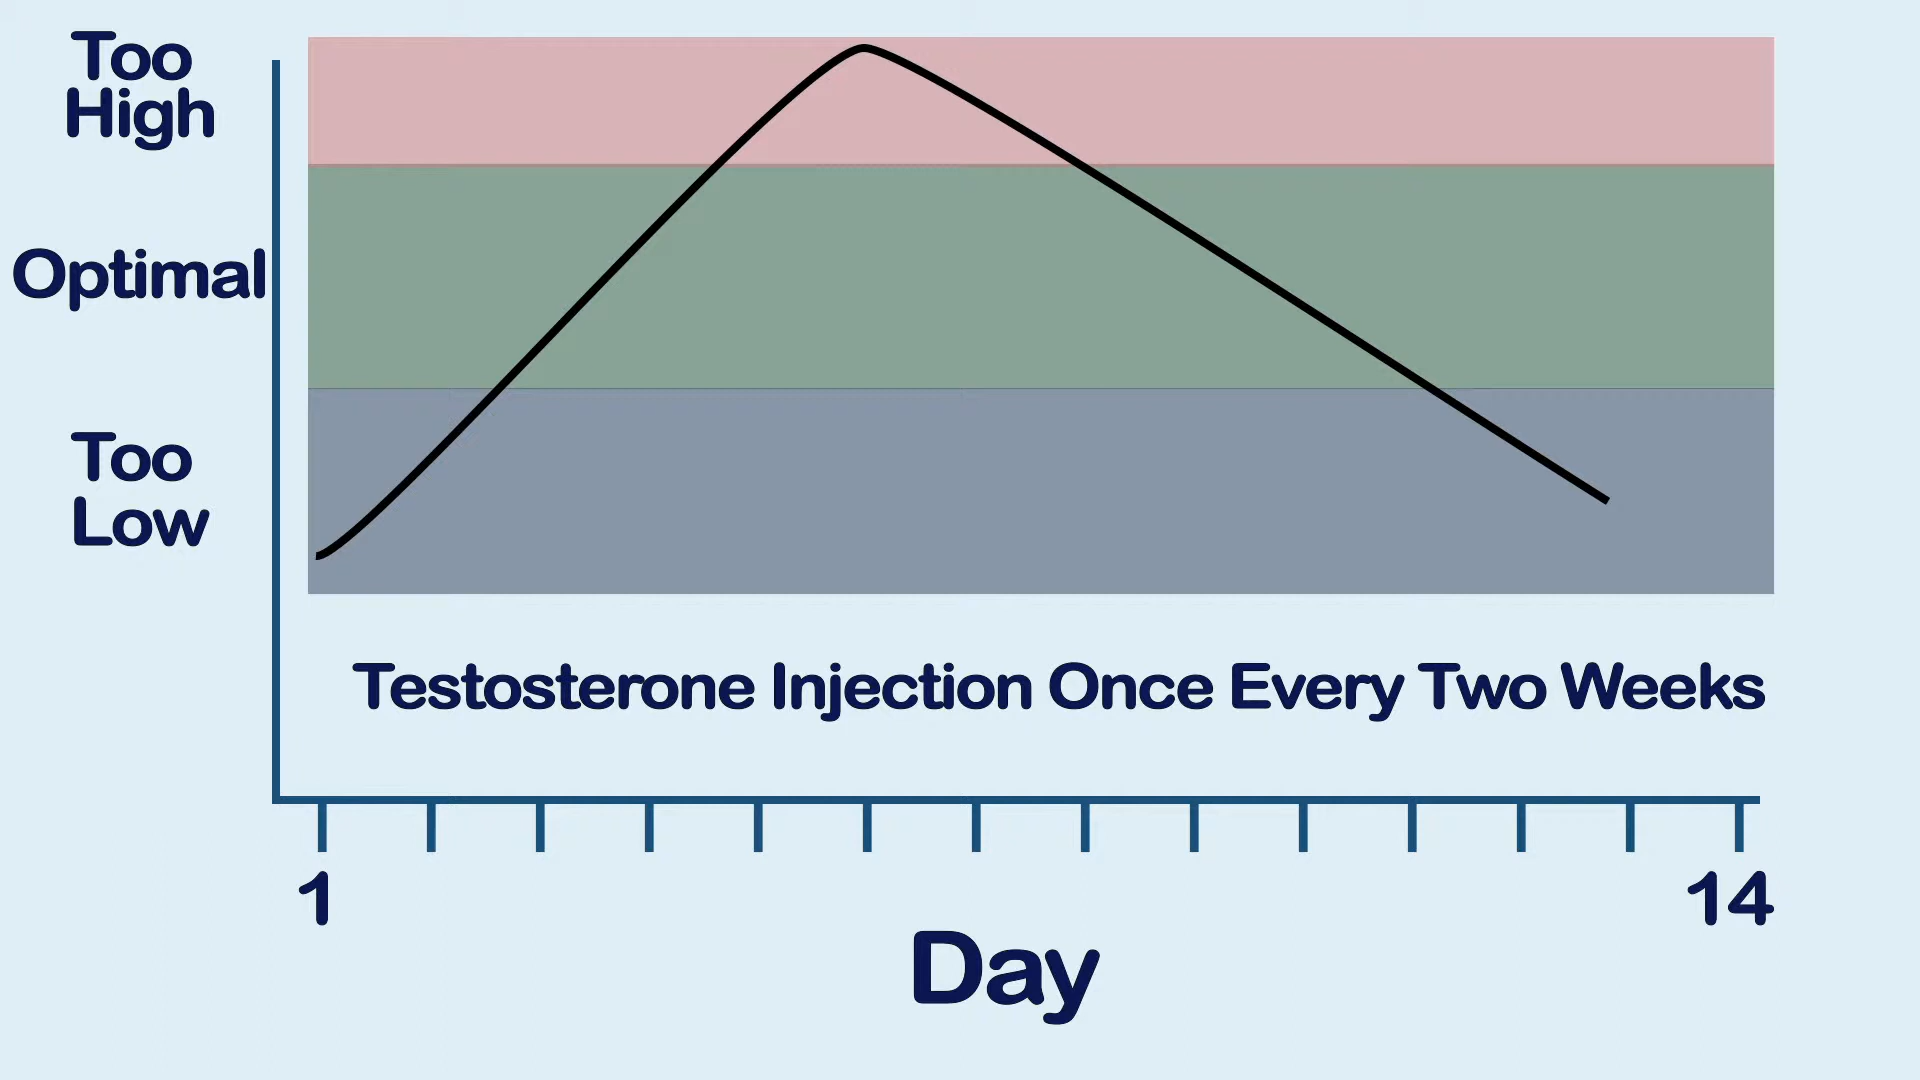 Too
High
Optimal
Too
Low
Testosterone Injection Once Every Two Weeks
1
14
Day